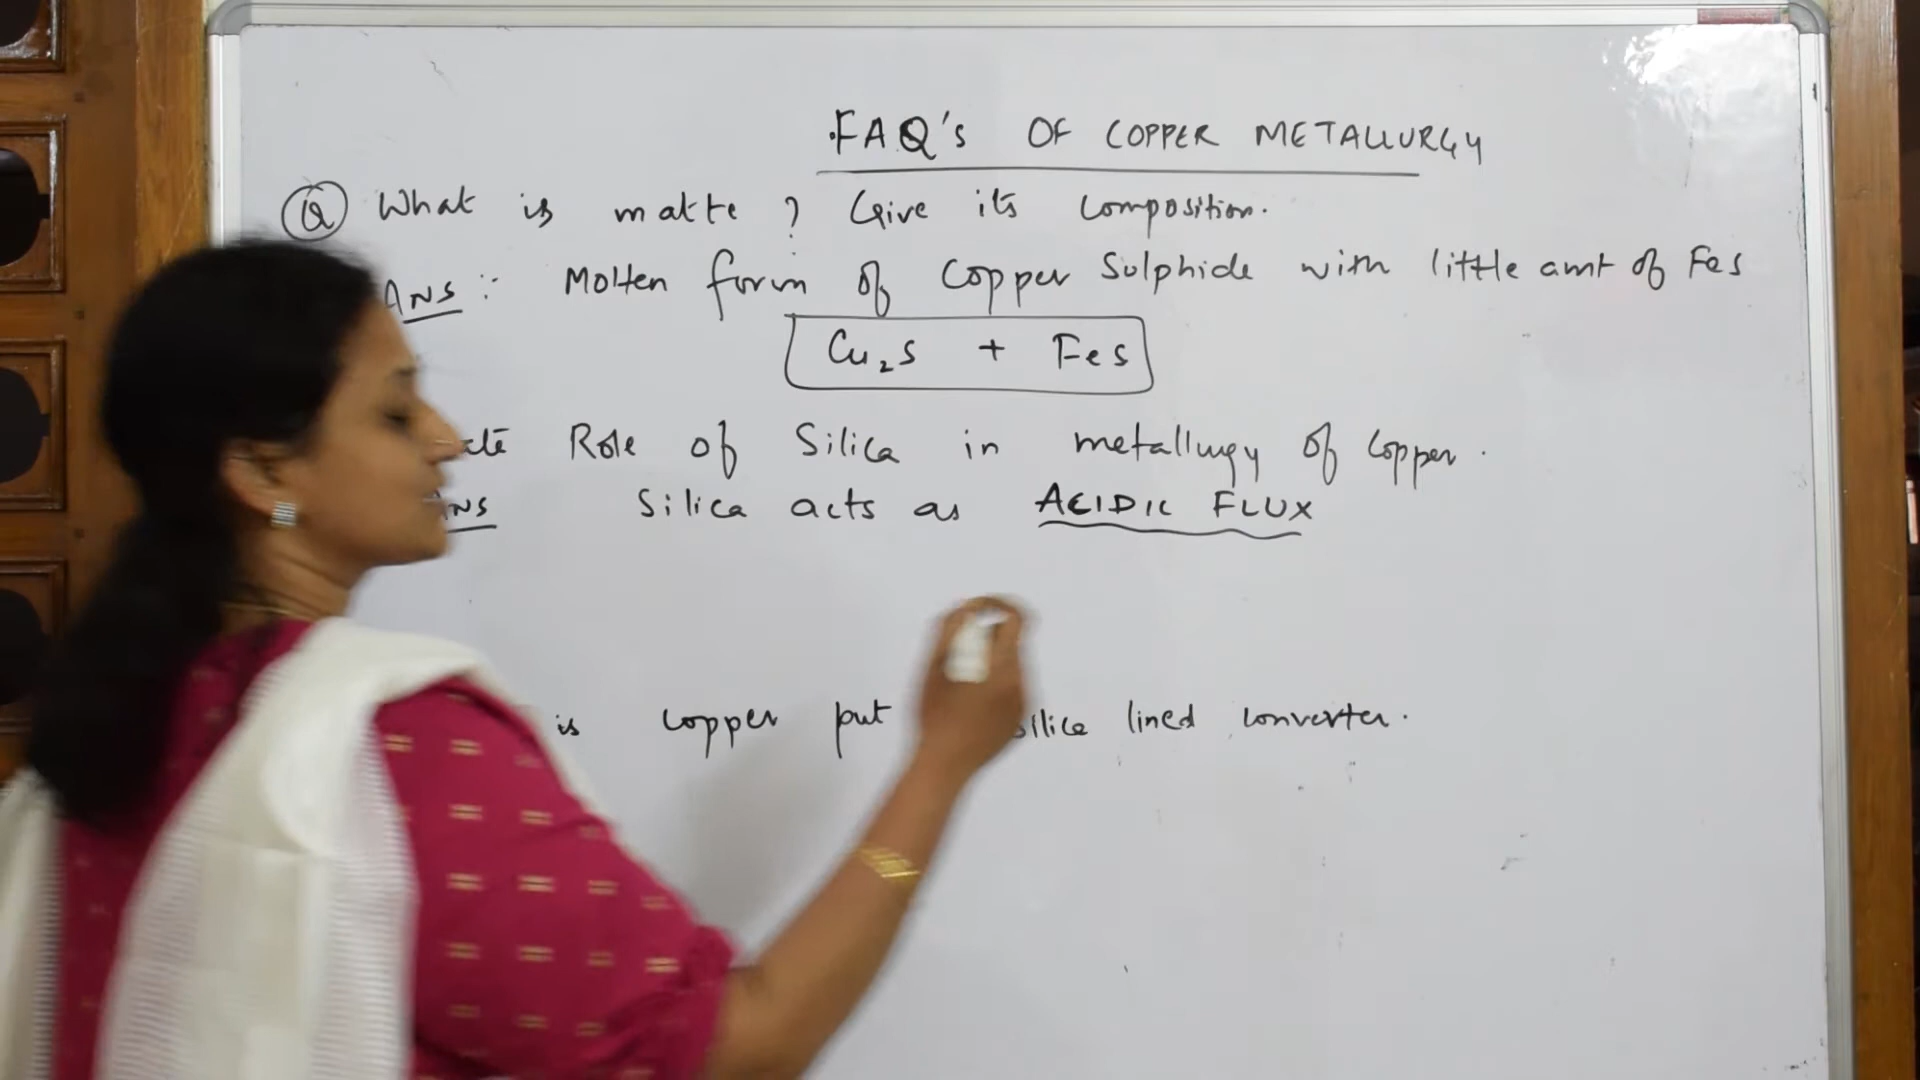 FAQ's OF COPPER METALLURGY
Q What is matte ? Give its composition.
Ans :- Molten form of Copper Sulphide with little amt of FeS
Cu₂S + FeS
Role of Silica in metallurgy of Copper.
Ans Silica acts as ACIDIC FLUX
is copper put silica lined converter.